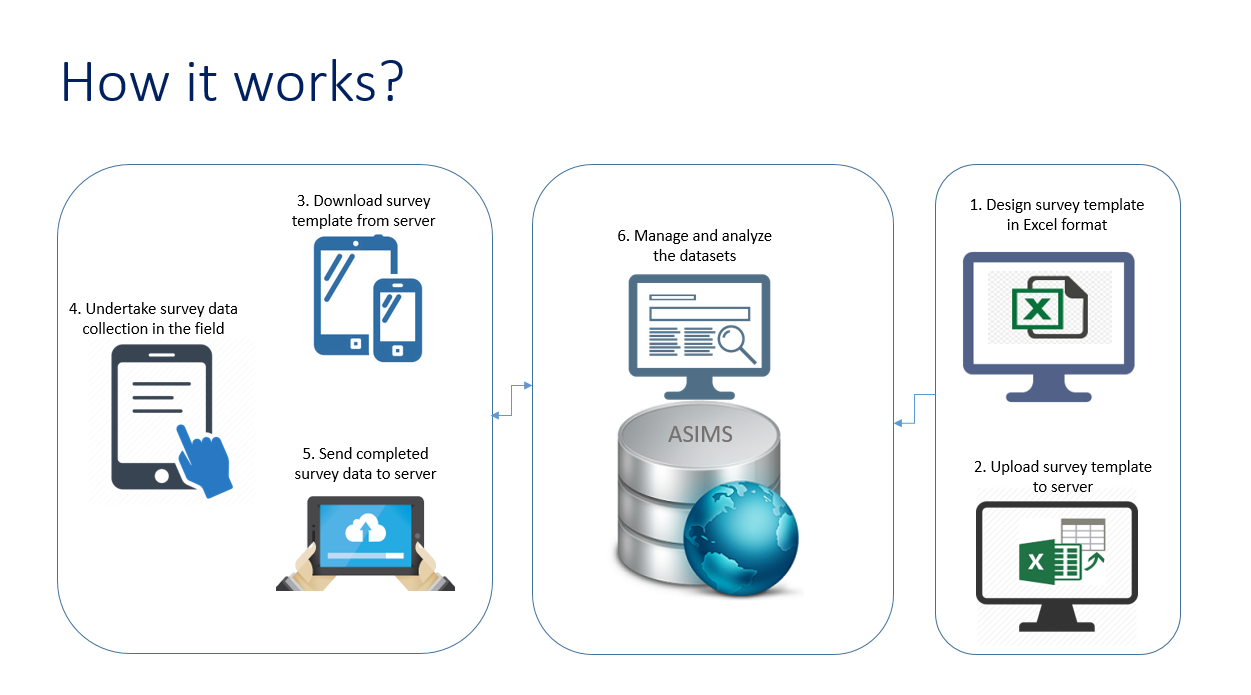 How it works?
3. Download survey
template from server
4. Undertake survey data
collection in the field
5. Send completed
survey data to server
6. Manage and analyze
the datasets
ASIMS
1. Design survey template
in Excel format
X
2. Upload survey template
to server
X